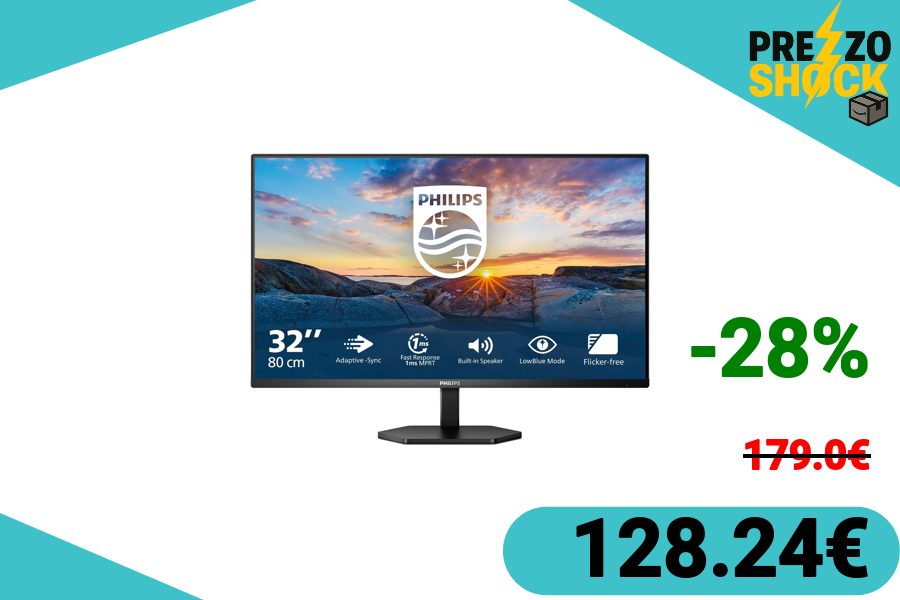 PREZZO
SHOCK
PHILIPS
32’’
80 cm
Adaptive -Sync
1ms
Fast Response
1ms MPRT
Built-in Speaker
LowBlue Mode
Flicker-free
PHILIPS
-28%
179.0€
128.24€